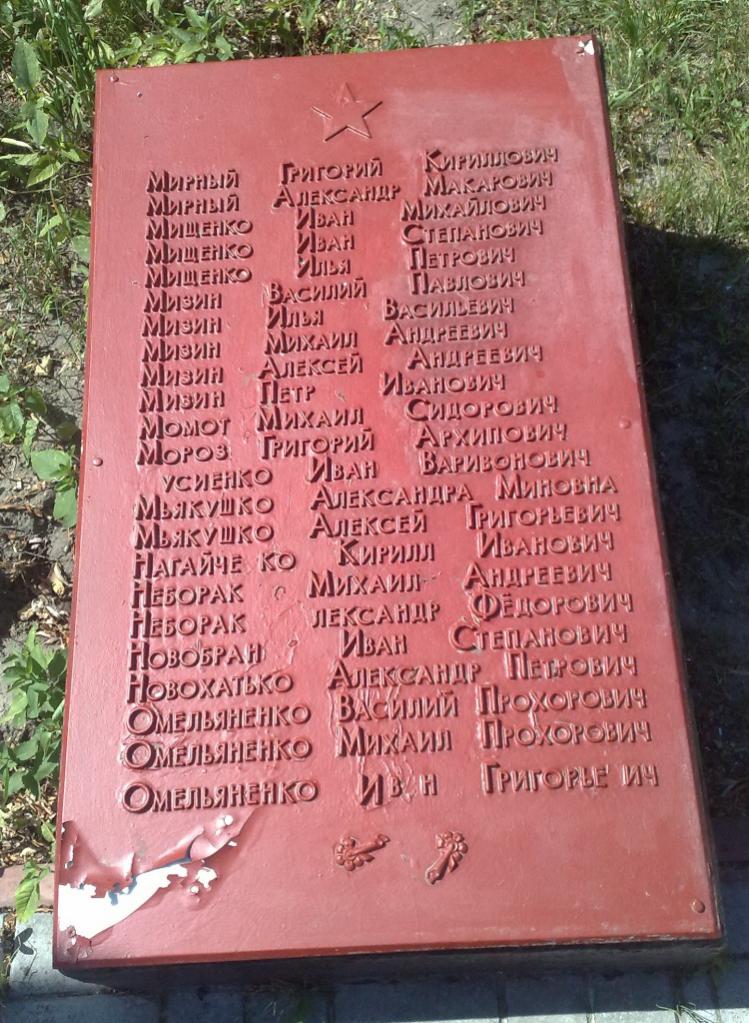 Мирный Григорий Кириллович
Мирный Александр Макарович
Мищенко Иван Михайлович
Мищенко Иван Степанович
Мищенко Илья Петрович
Мизин Василий Павлович
Мизин Илья Васильевич
Мизин Михаил Андреевич
Мизин Алексей Андреевич
Мизин Петр Иванович
Момот Михаил Сидорович
Мороз Григорий Архипович
усиенко Иван Варивонович
Мьякушко Александра Миновна
Мьякушко Алексей Григорьевич
Нагайче ко Кирилл Иванович
Неборак Михаил Андреевич
Неборак лександр Фёдорович
Новобран Иван Степанович
Новохатько Александр Петрович
Омельяненко Василий Прохорович
Омельяненко Михаил Прохорович
Омельяненко Ив н Григорье ич